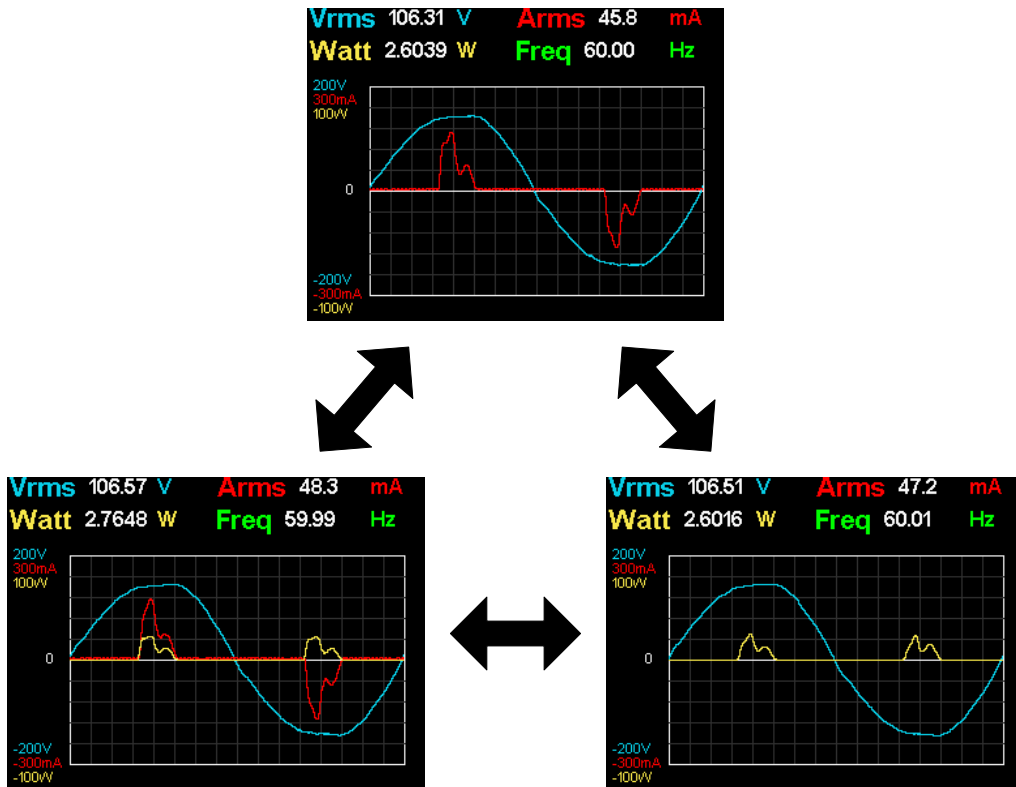 Vrms 106.31 V Arms 45.8 mA
Watt 2.6039 W Freq 60.00 Hz
200V
300mA
100W
0
-200V
-300mA
-100W
Vrms 106.57 V Arms 48.3 mA
Watt 2.7648 W Freq 59.99 Hz
200V
300mA
100W
0
-200V
-300mA
-100W
Vrms 106.51 V Arms 47.2 mA
Watt 2.6016 W Freq 60.01 Hz
200V
300mA
100W
0
-200V
-300mA
-100W